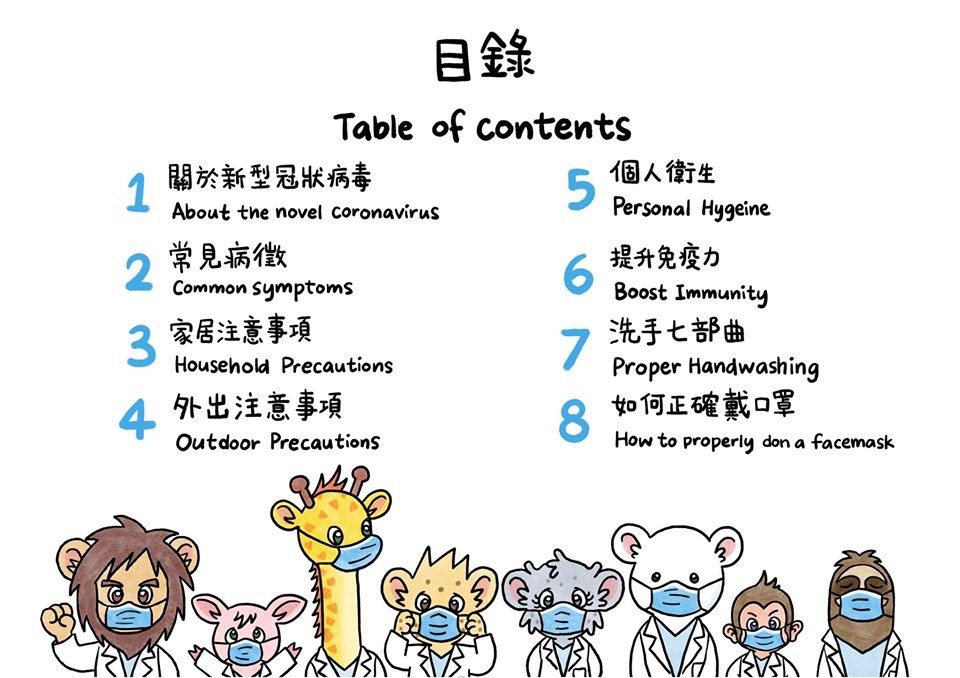 目錄
Table of contents
1 關於新型冠狀病毒
About the novel coronavirus
2 常見病徵
Common symptoms
3 家居注意事項
Household Precautions
4 外出注意事項
Outdoor Precautions
5 個人衛生
Personal Hygeine
6 提升免疫力
Boost Immunity
7 洗手七部曲
Proper Handwashing
8 如何正確戴口罩
How to properly don a facemask